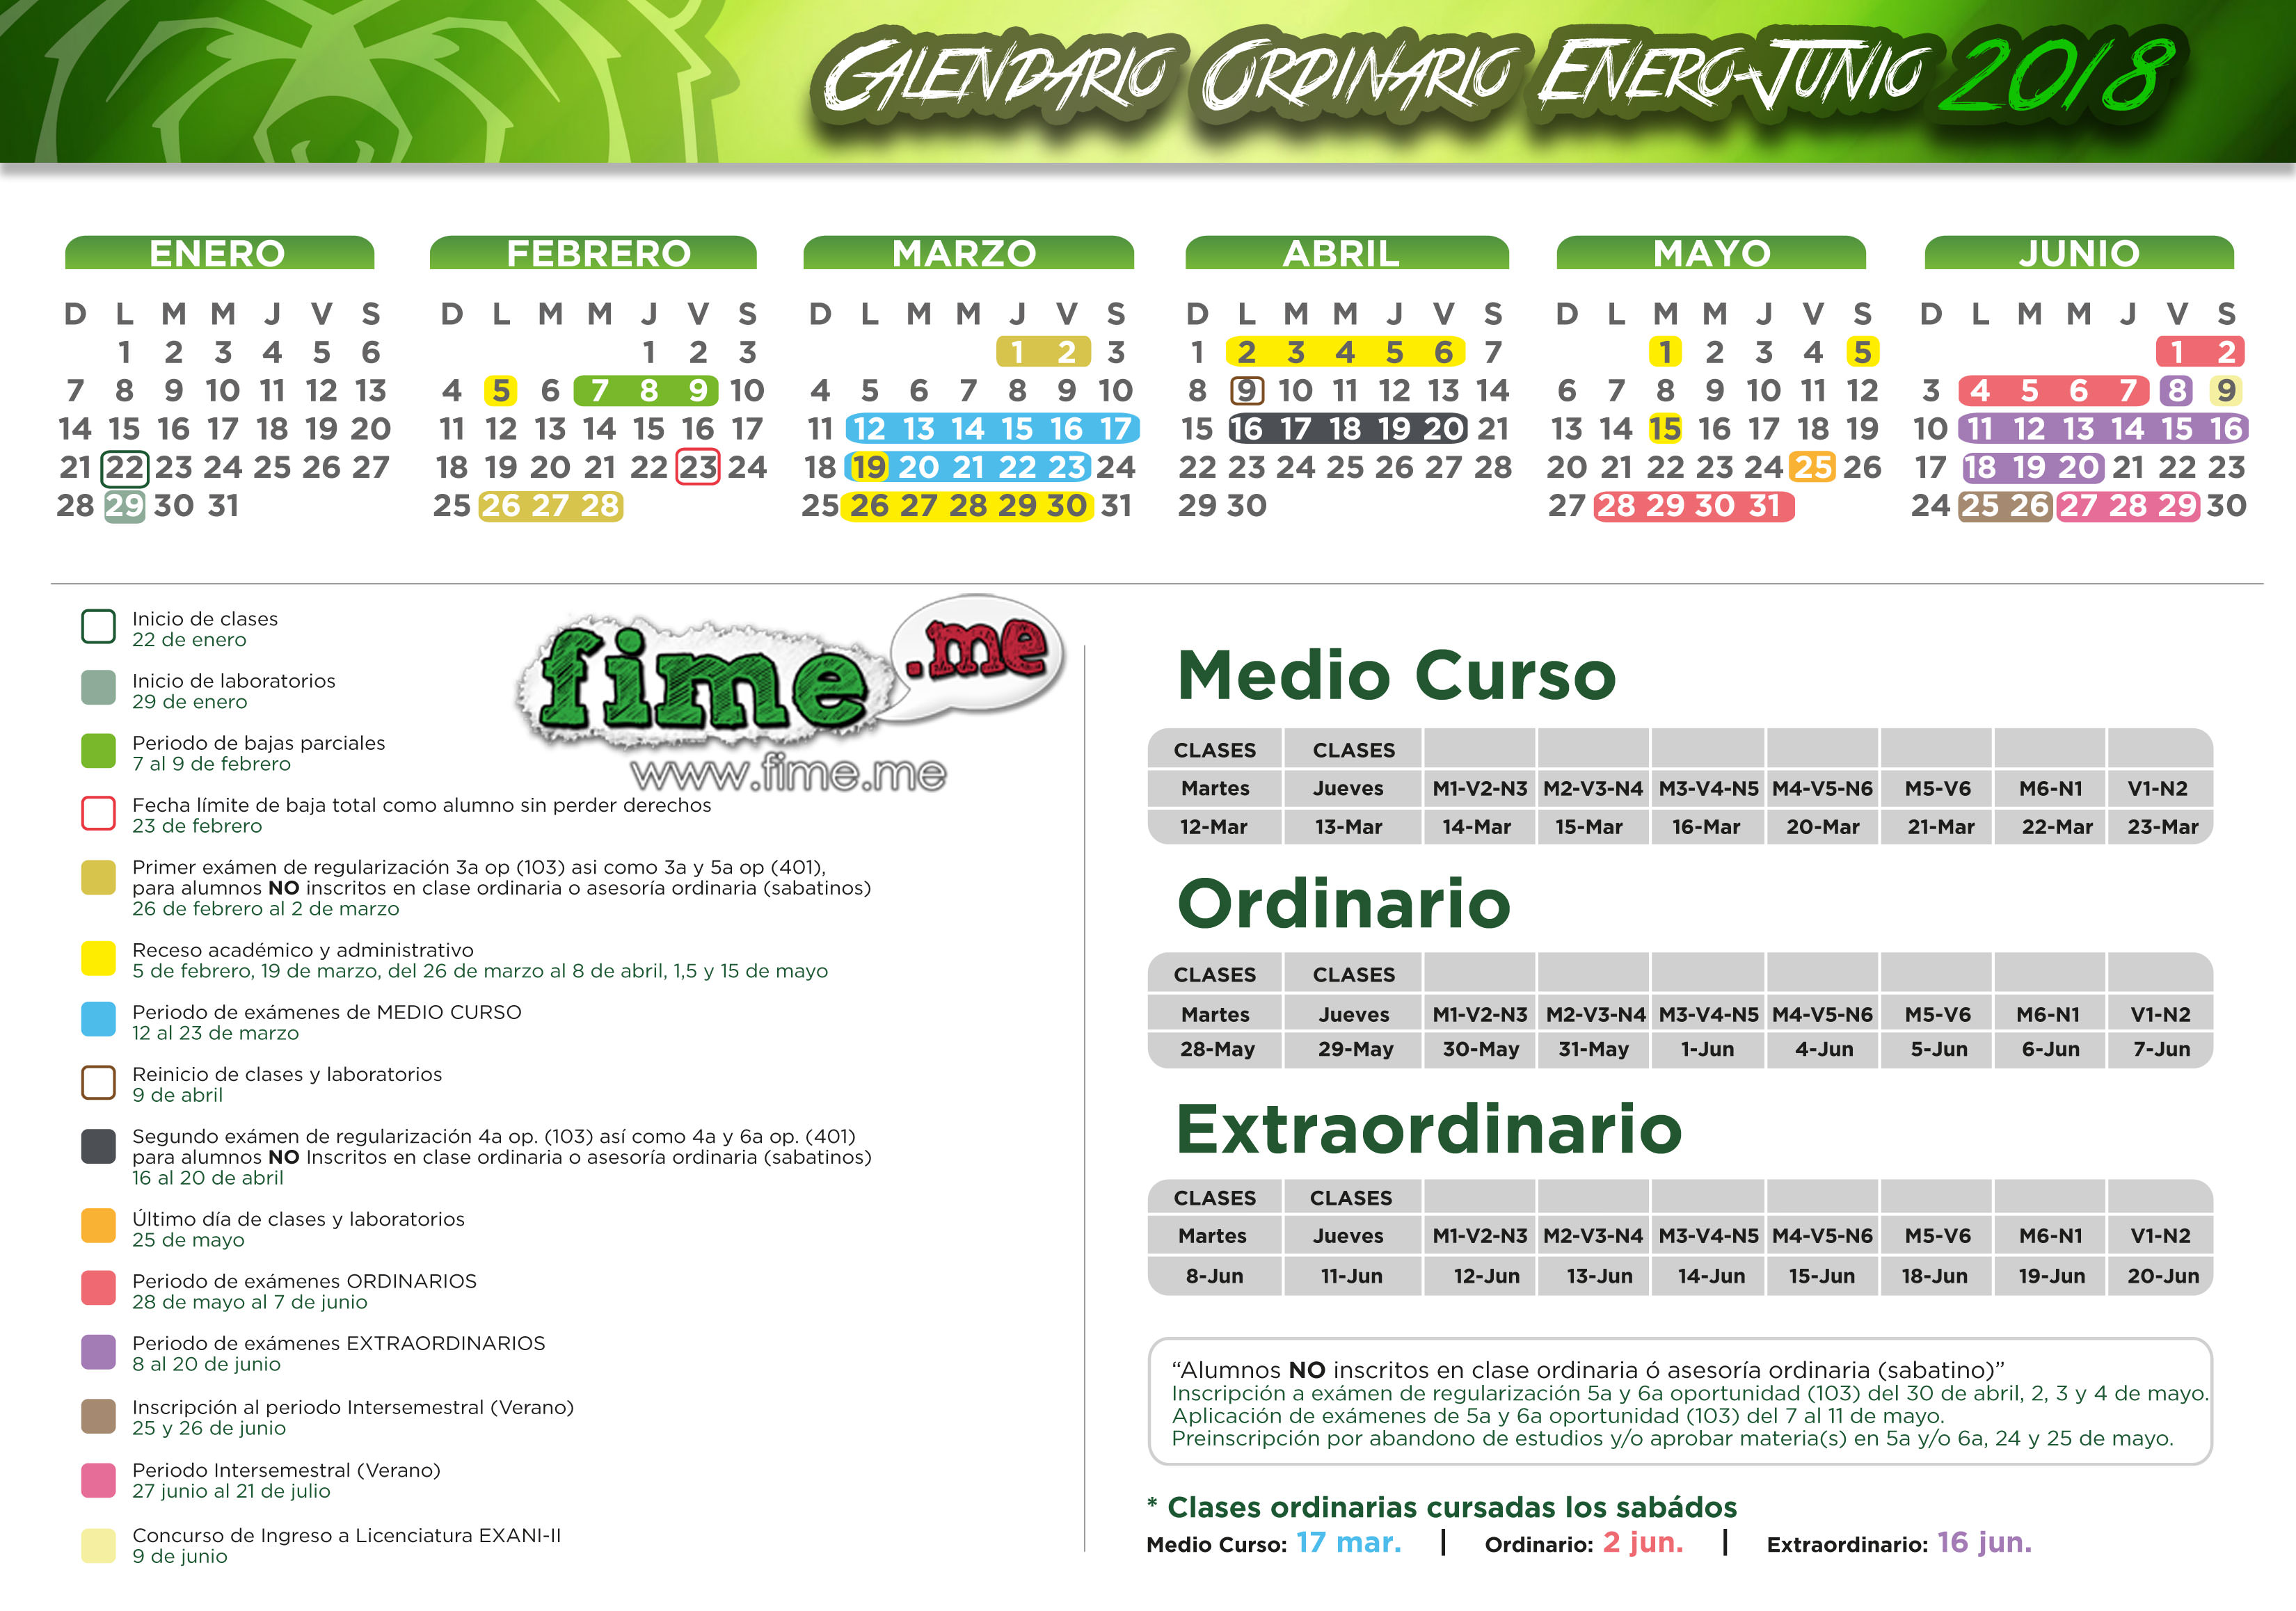 CALENDARIO ORDINARIO ENERO-JUNIO 2018
ENERO
D L M M J V S
1 2 3 4 5 6
7 8 9 10 11 12 13
14 15 16 17 18 19 20
21 22 23 24 25 26 27
28 29 30 31
FEBRERO
D L M M J V S
1 2 3
4 5 6 7 8 9 10
11 12 13 14 15 16 17
18 19 20 21 22 23 24
25 26 27 28
MARZO
D L M M J V S
1 2 3
4 5 6 7 8 9 10
11 12 13 14 15 16 17
18 19 20 21 22 23 24
25 26 27 28 29 30 31
ABRIL
D L M M J V S
1 2 3 4 5 6 7
8 9 10 11 12 13 14
15 16 17 18 19 20 21
22 23 24 25 26 27 28
29 30
MAYO
D L M M J V S
1 2 3 4 5
6 7 8 9 10 11 12
13 14 15 16 17 18 19
20 21 22 23 24 25 26
27 28 29 30 31
JUNIO
D L M M J V S
1 2
3 4 5 6 7 8 9
10 11 12 13 14 15 16
17 18 19 20 21 22 23
24 25 26 27 28 29 30
Inicio de clases
22 de enero
Inicio de laboratorios
29 de enero
Periodo de bajas parciales
7 al 9 de febrero
Fecha límite de baja total como alumno sin perder derechos
23 de febrero
Primer exámen de regularización 3a op (103) asi como 3a y 5a op (401),
para alumnos NO inscritos en clase ordinaria o asesoría ordinaria (sabatinos)
26 de febrero al 2 de marzo
Receso académico y administrativo
5 de febrero, 19 de marzo, del 26 de marzo al 8 de abril, 1,5 y 15 de mayo
Periodo de exámenes de MEDIO CURSO
12 al 23 de marzo
Reinicio de clases y laboratorios
9 de abril
Segundo exámen de regularización 4a op. (103) así como 4a y 6a op. (401)
para alumnos NO Inscritos en clase ordinaria o asesoría ordinaria (sabatinos)
16 al 20 de abril
Último día de clases y laboratorios
25 de mayo
Periodo de exámenes ORDINARIOS
28 de mayo al 7 de junio
Periodo de exámenes EXTRAORDINARIOS
8 al 20 de junio
Inscripción al periodo Intersemestral (Verano)
25 y 26 de junio
Periodo Intersemestral (Verano)
27 junio al 21 de julio
Concurso de Ingreso a Licenciatura EXANI-II
9 de junio
fime.me
www.fime.me
Medio Curso
CLASES CLASES
Martes Jueves M1-V2-N3 M2-V3-N4 M3-V4-N5 M4-V5-N6 M5-V6 M6-N1 V1-N2
12-Mar 13-Mar 14-Mar 15-Mar 16-Mar 20-Mar 21-Mar 22-Mar 23-Mar
Ordinario
CLASES CLASES
Martes Jueves M1-V2-N3 M2-V3-N4 M3-V4-N5 M4-V5-N6 M5-V6 M6-N1 V1-N2
28-May 29-May 30-May 31-May 1-Jun 4-Jun 5-Jun 6-Jun 7-Jun
Extraordinario
CLASES CLASES
Martes Jueves M1-V2-N3 M2-V3-N4 M3-V4-N5 M4-V5-N6 M5-V6 M6-N1 V1-N2
8-Jun 11-Jun 12-Jun 13-Jun 14-Jun 15-Jun 18-Jun 19-Jun 20-Jun
“Alumnos NO inscritos en clase ordinaria ó asesoría ordinaria (sabatino)”
Inscripción a exámen de regularización 5a y 6a oportunidad (103) del 30 de abril, 2, 3 y 4 de mayo.
Aplicación de exámenes de 5a y 6a oportunidad (103) del 7 al 11 de mayo.
Preinscripción por abandono de estudios y/o aprobar materia(s) en 5a y/o 6a, 24 y 25 de mayo.
* Clases ordinarias cursadas los sabádos
Medio Curso: 17 mar. | Ordinario: 2 jun. | Extraordinario: 16 jun.